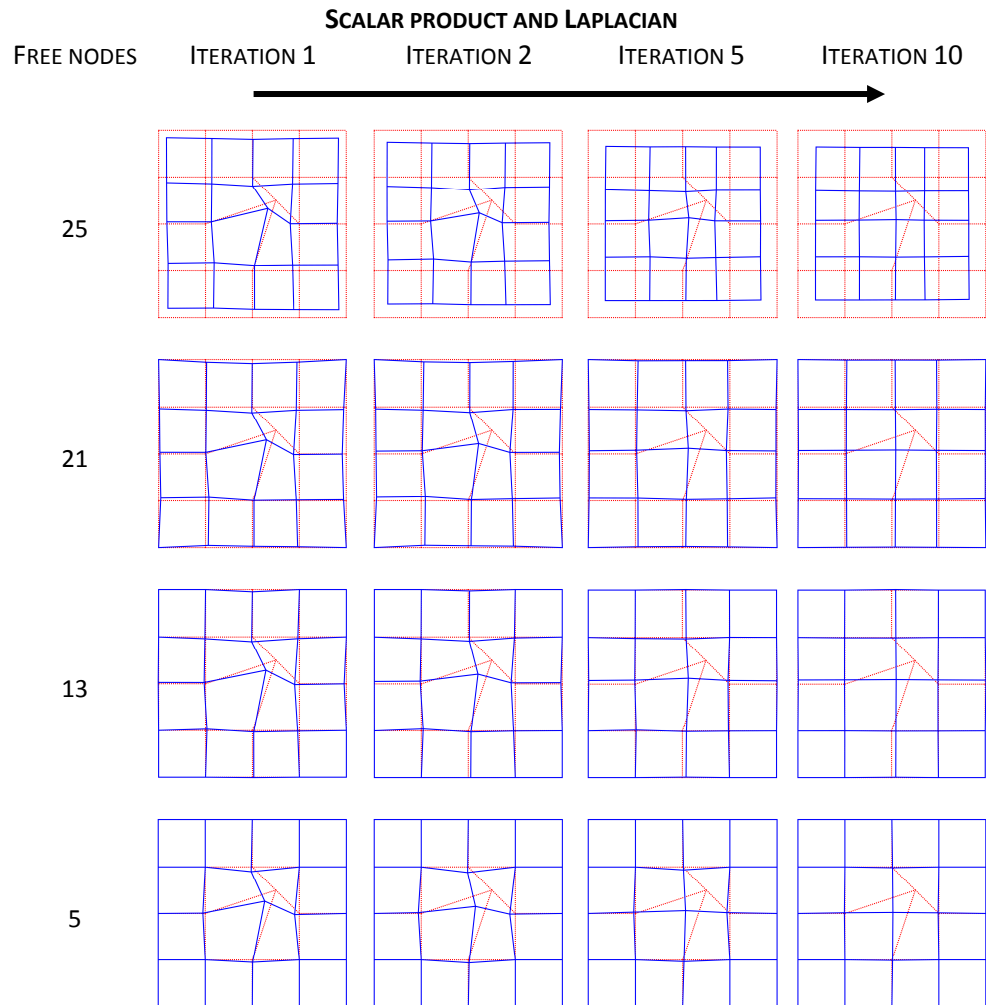 SCALAR PRODUCT AND LAPLACIAN
FREE NODES ITERATION 1 ITERATION 2 ITERATION 5 ITERATION 10
25
21
13
5